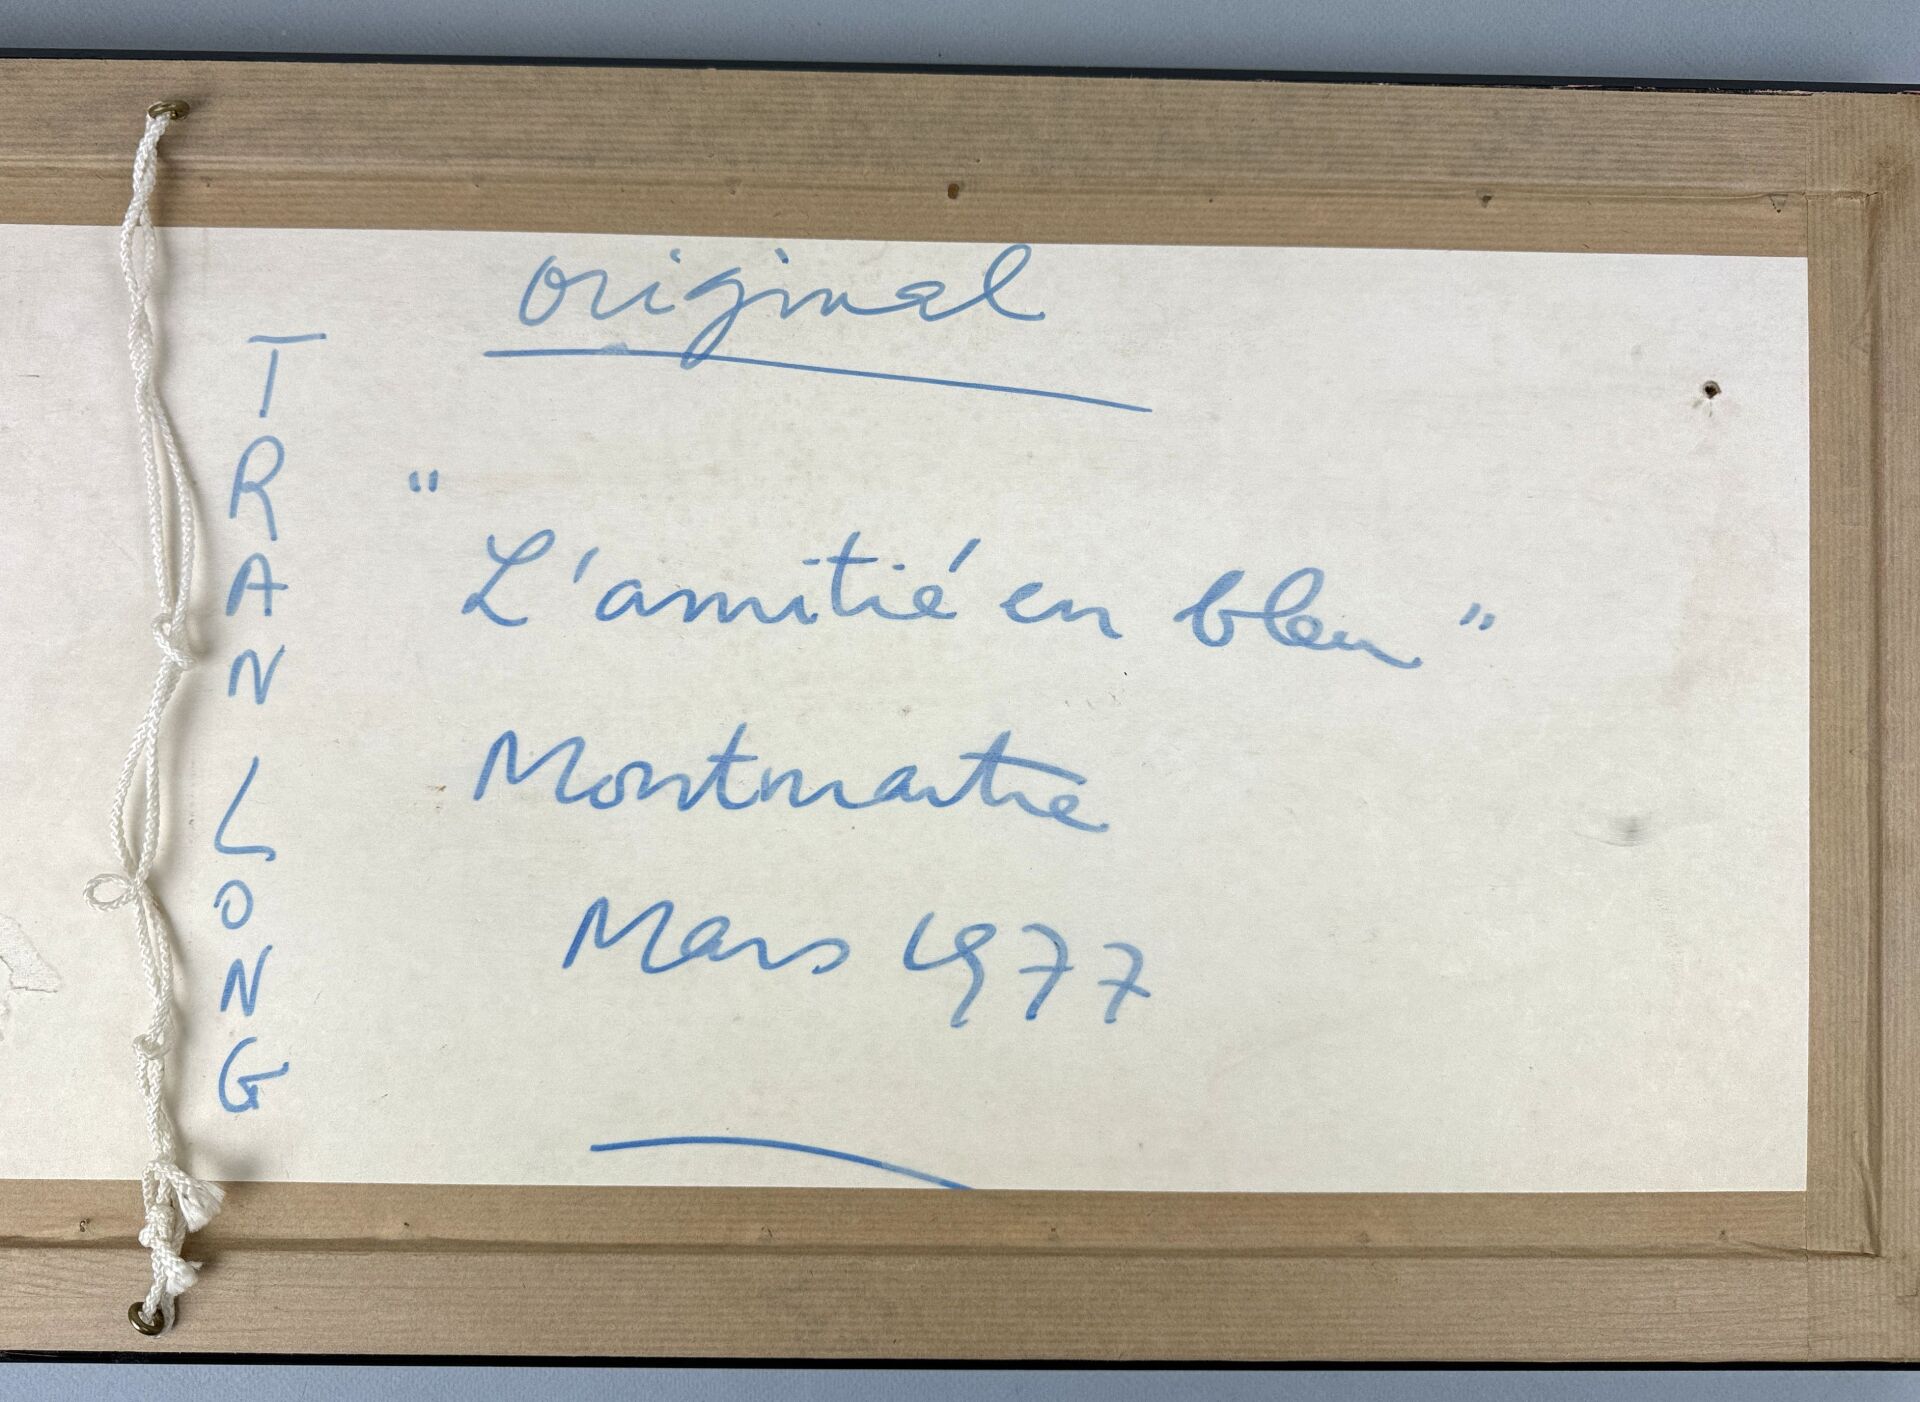 original
TRAN LONG
" L'amitié en bleu "
Montmartre
Mars 1977